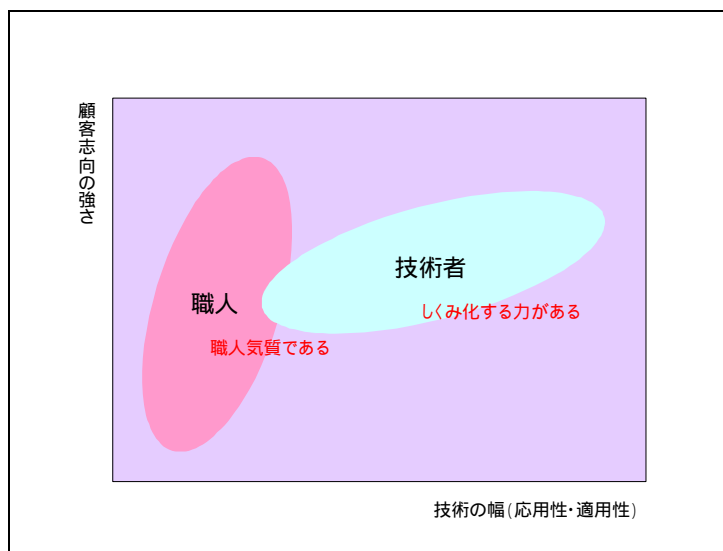 顧客志向の強さ
技術者
職人
しくみ化する力がある
職人気質である
技術の幅(応用性・適用性)